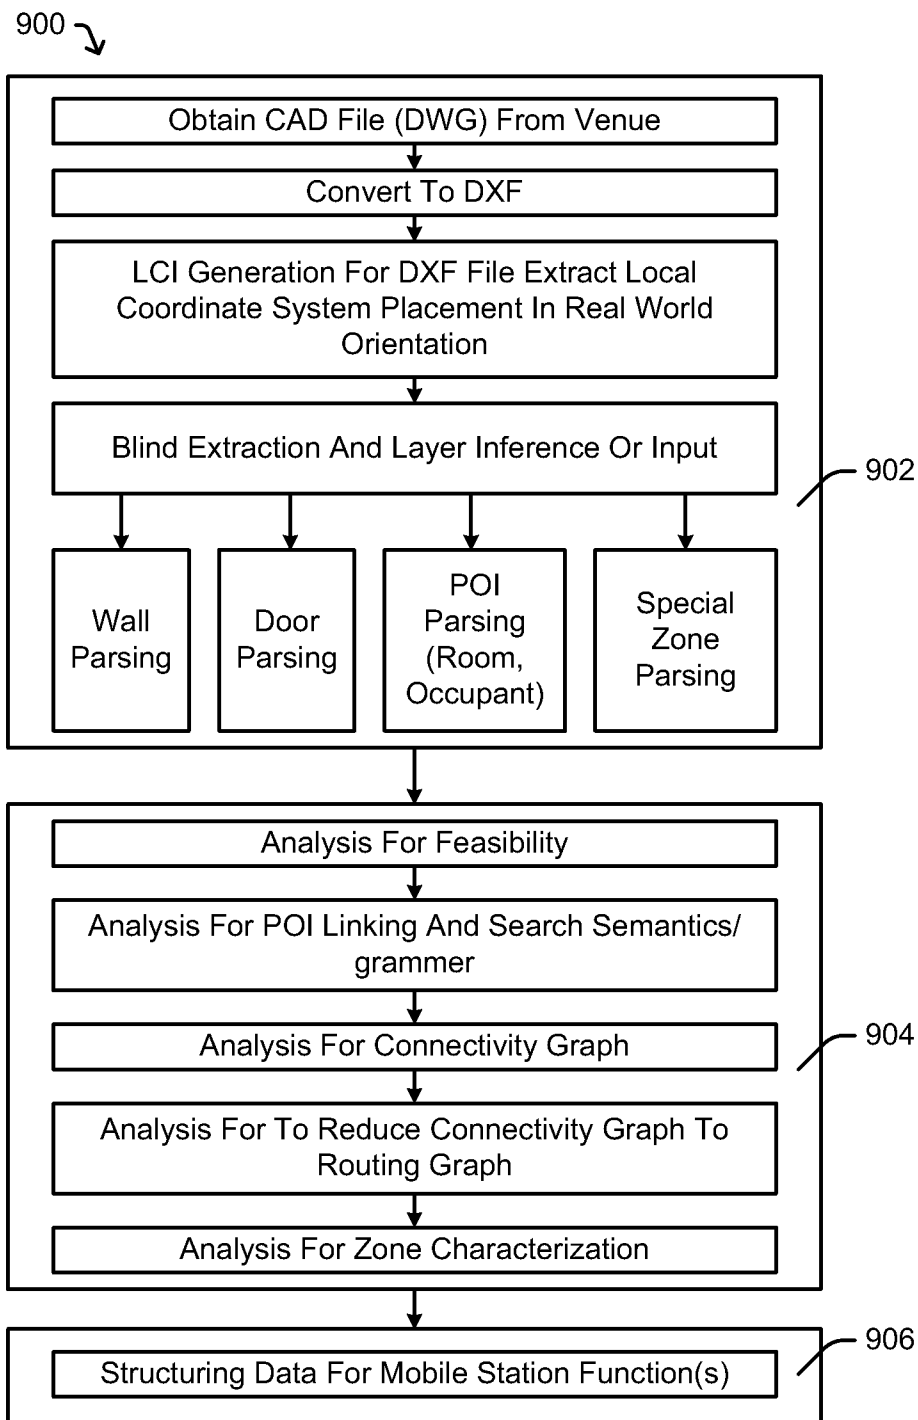 900
Obtain CAD File (DWG) From Venue
Convert To DXF
LCI Generation For DXF File Extract Local
Coordinate System Placement In Real World
Orientation
Blind Extraction And Layer Inference Or Input
902
Wall
Parsing
Door
Parsing
POI
Parsing
(Room,
Occupant)
Special
Zone
Parsing
Analysis For Feasibility
Analysis For POI Linking And Search Semantics/
grammer
Analysis For Connectivity Graph
904
Analysis For To Reduce Connectivity Graph To
Routing Graph
Analysis For Zone Characterization
906
Structuring Data For Mobile Station Function(s)